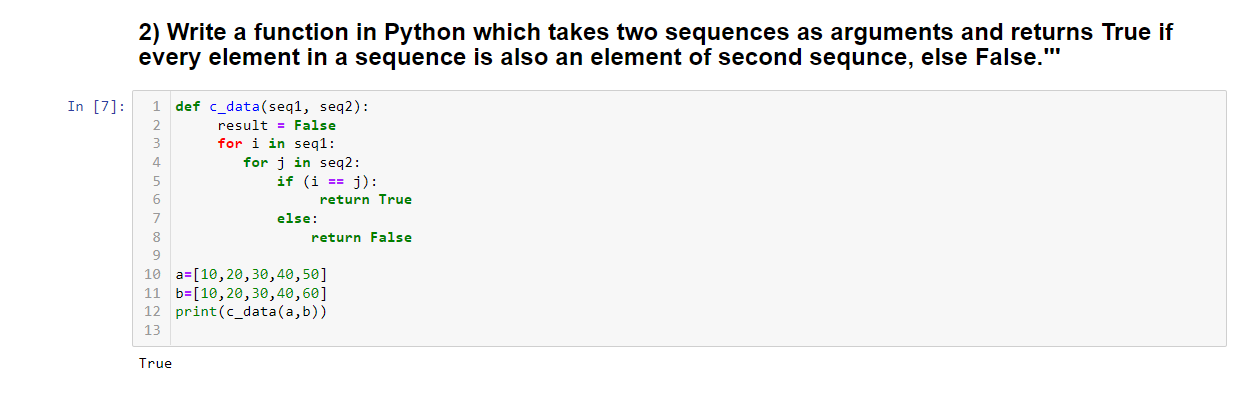 2) Write a function in Python which takes two sequences as arguments and returns True if
every element in a sequence is also an element of second sequnce, else False.'''
In [7]:
1 def c_data(seq1, seq2):
2     result = False
3     for i in seq1:
4        for j in seq2:
5            if (i == j):
6                 return True
7            else:
8                return False
9
10 a=[10,20,30,40,50]
11 b=[10,20,30,40,60]
12 print(c_data(a,b))
13
True